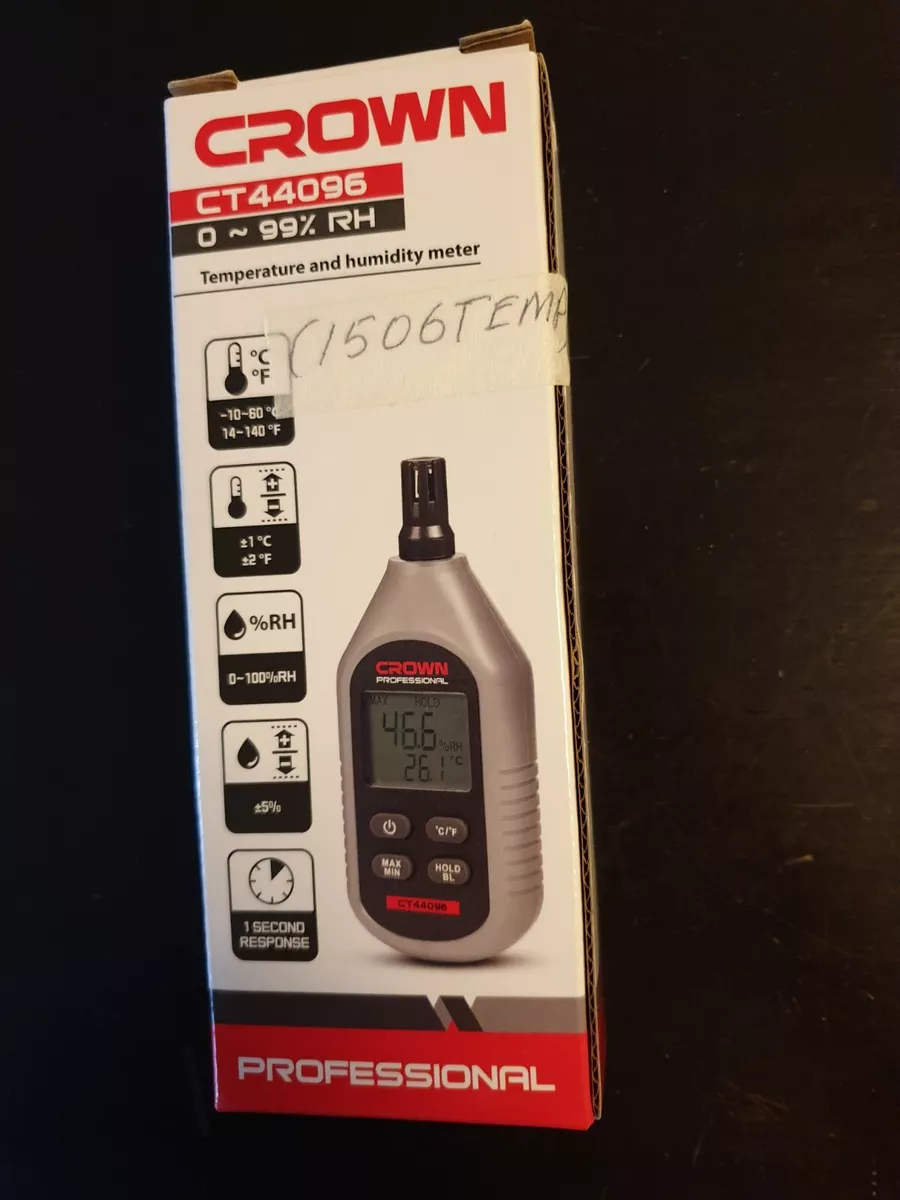 CROWN
CT44096
0 ~ 99% RH
Temperature and humidity meter
(1506TEMP)
°C
°F
-10~60 °C
14~140 °F
±1 °C
±2 °F
%RH
0~100%RH
±5%
1 SECOND
RESPONSE
CROWN
PROFESSIONAL
MAX HOLD
46.6 %RH
26.1 °C
°C/°F
MAX
MIN
HOLD
BL
CT44096
PROFESSIONAL